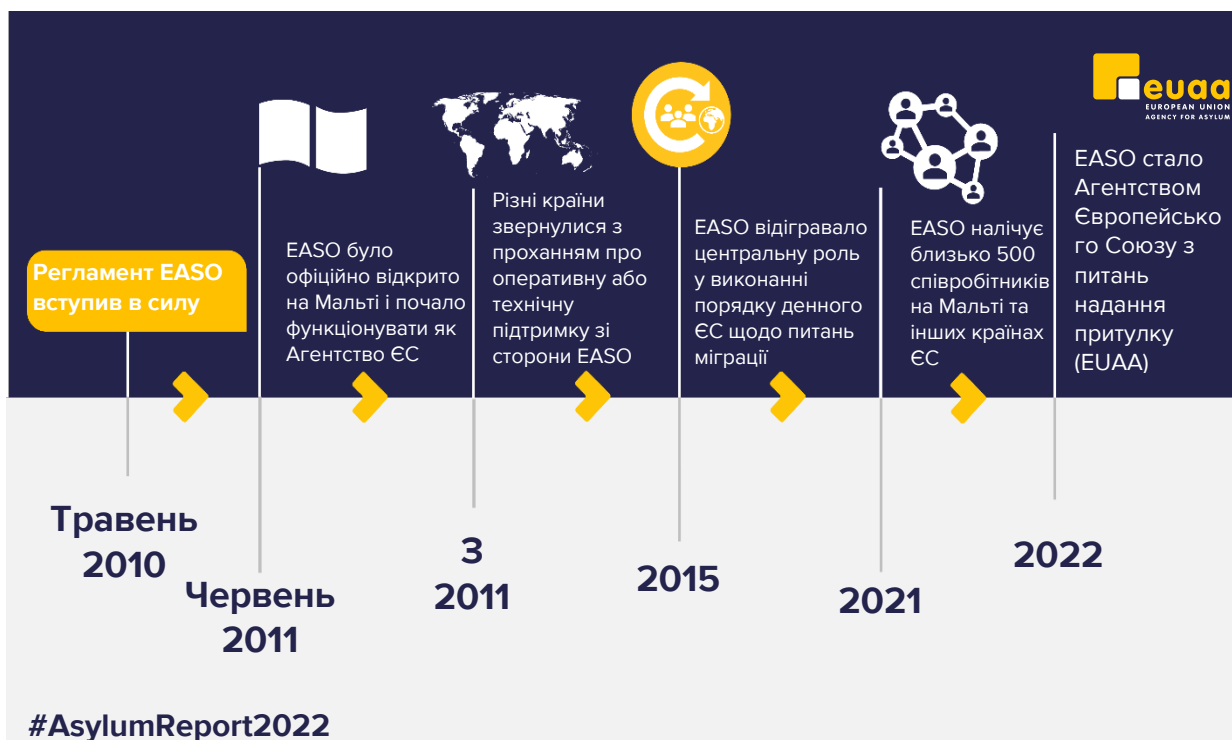 euaa
EUROPEAN UNION
AGENCY FOR ASYLUM
Регламент EASO
вступив в силу
Травень
2010
EASO було
офіційно відкрито
на Мальті і почало
функціонувати як
Агентство ЄС
Червень
2011
Різні країни
звернулися з
проханням про
оперативну або
технічну
підтримку зі
сторони EASO
З
2011
EASO відігравало
центральну роль
у виконанні
порядку денного
ЄС щодо питань
міграції
2015
EASO налічує
близько 500
співробітників
на Мальті та
інших країнах
ЄС
2021
EASO стало
Агентством
Європейсько
го Союзу з
питань
надання
притулку
(EUAA)
2022
#AsylumReport2022